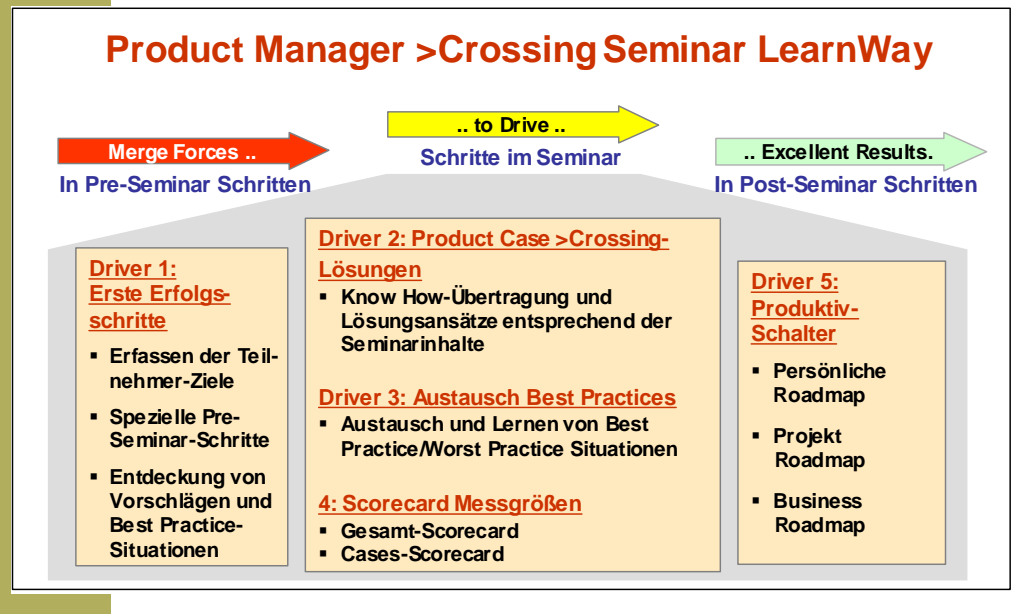 Product Manager >Crossing Seminar LearnWay
Merge Forces ..
In Pre-Seminar Schritten
.. to Drive ..
Schritte im Seminar
.. Excellent Results.
In Post-Seminar Schritten
Driver 1:
Erste Erfolgs-
schritte
▪ Erfassen der Teil-
nehmer-Ziele
▪ Spezielle Pre-
Seminar-Schritte
▪ Entdeckung von
Vorschlägen und
Best Practice-
Situationen
Driver 2: Product Case >Crossing-
Lösungen
▪ Know How-Übertragung und
Lösungsansätze entsprechend der
Seminarinhalte
Driver 3: Austausch Best Practices
▪ Austausch und Lernen von Best
Practice/Worst Practice Situationen
4: Scorecard Messgrößen
▪ Gesamt-Scorecard
▪ Cases-Scorecard
Driver 5:
Produktiv-
Schalter
▪ Persönliche
Roadmap
▪ Projekt
Roadmap
▪ Business
Roadmap